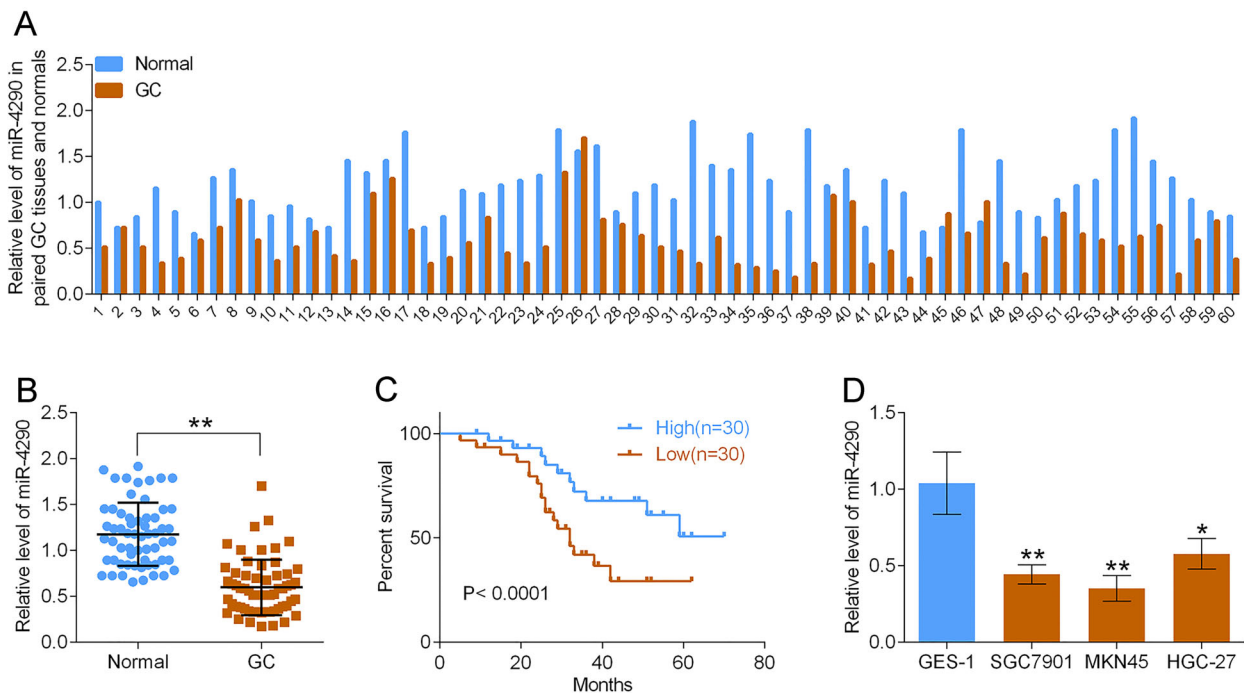 A
Relative level of miR-4290 in
paired GC tissues and normals
Normal
GC
2.5
2.0
1.5
1.0
0.5
0.0
1 2 3 4 5 6 7 8 9 10 11 12 13 14 15 16 17 18 19 20 21 22 23 24 25 26 27 28 29 30 31 32 33 34 35 36 37 38 39 40 41 42 43 44 45 46 47 48 49 50 51 52 53 54 55 56 57 58 59 60
B
Relative level of miR-4290
2.5
2.0
1.5
1.0
0.5
0.0
**
Normal GC
C
Percent survival
100
50
0
High(n=30)
Low(n=30)
P< 0.0001
0 20 40 60 80
Months
D
Relative level of miR-4290
1.5
1.0
0.5
0.0
** ** *
GES-1 SGC7901 MKN45 HGC-27